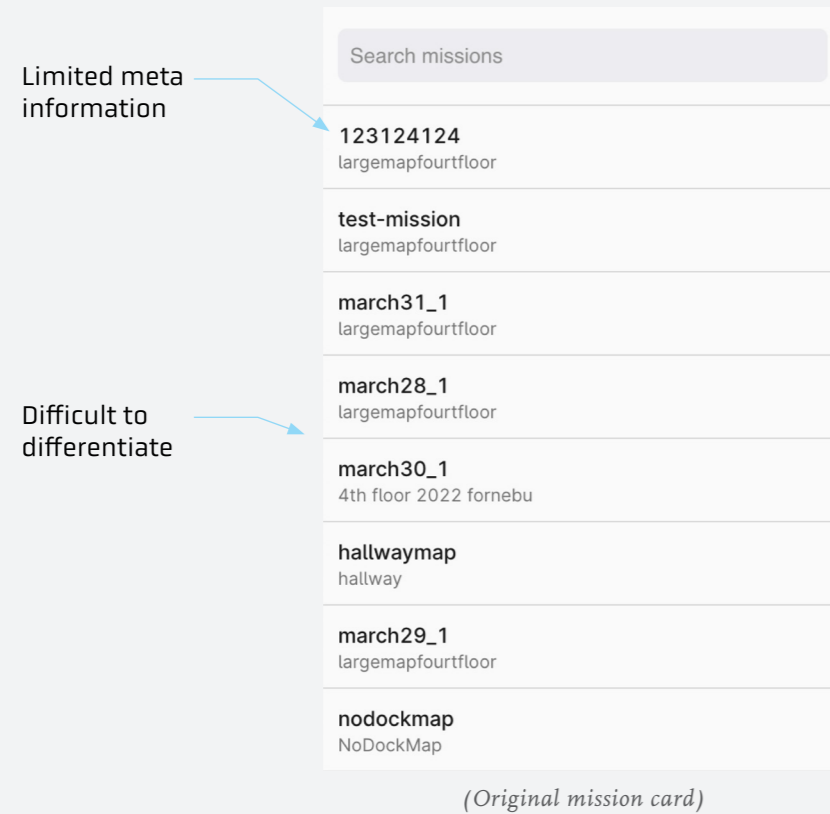 Search missions
Limited meta
information
123124124
largemapfourtfloor
test-mission
largemapfourtfloor
march31_1
largemapfourtfloor
march28_1
largemapfourtfloor
Difficult to
differentiate
march30_1
4th floor 2022 fornebu
hallwaymap
hallway
march29_1
largemapfourtfloor
nodockmap
NoDockMap
(Original mission card)